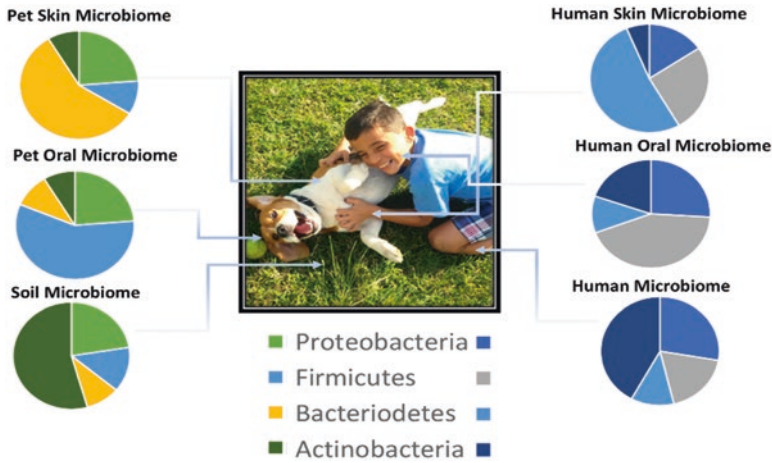 Pet Skin Microbiome
Human Skin Microbiome
Pet Oral Microbiome
Human Oral Microbiome
Soil Microbiome
Human Microbiome
Proteobacteria
Firmicutes
Bacteriodetes
Actinobacteria